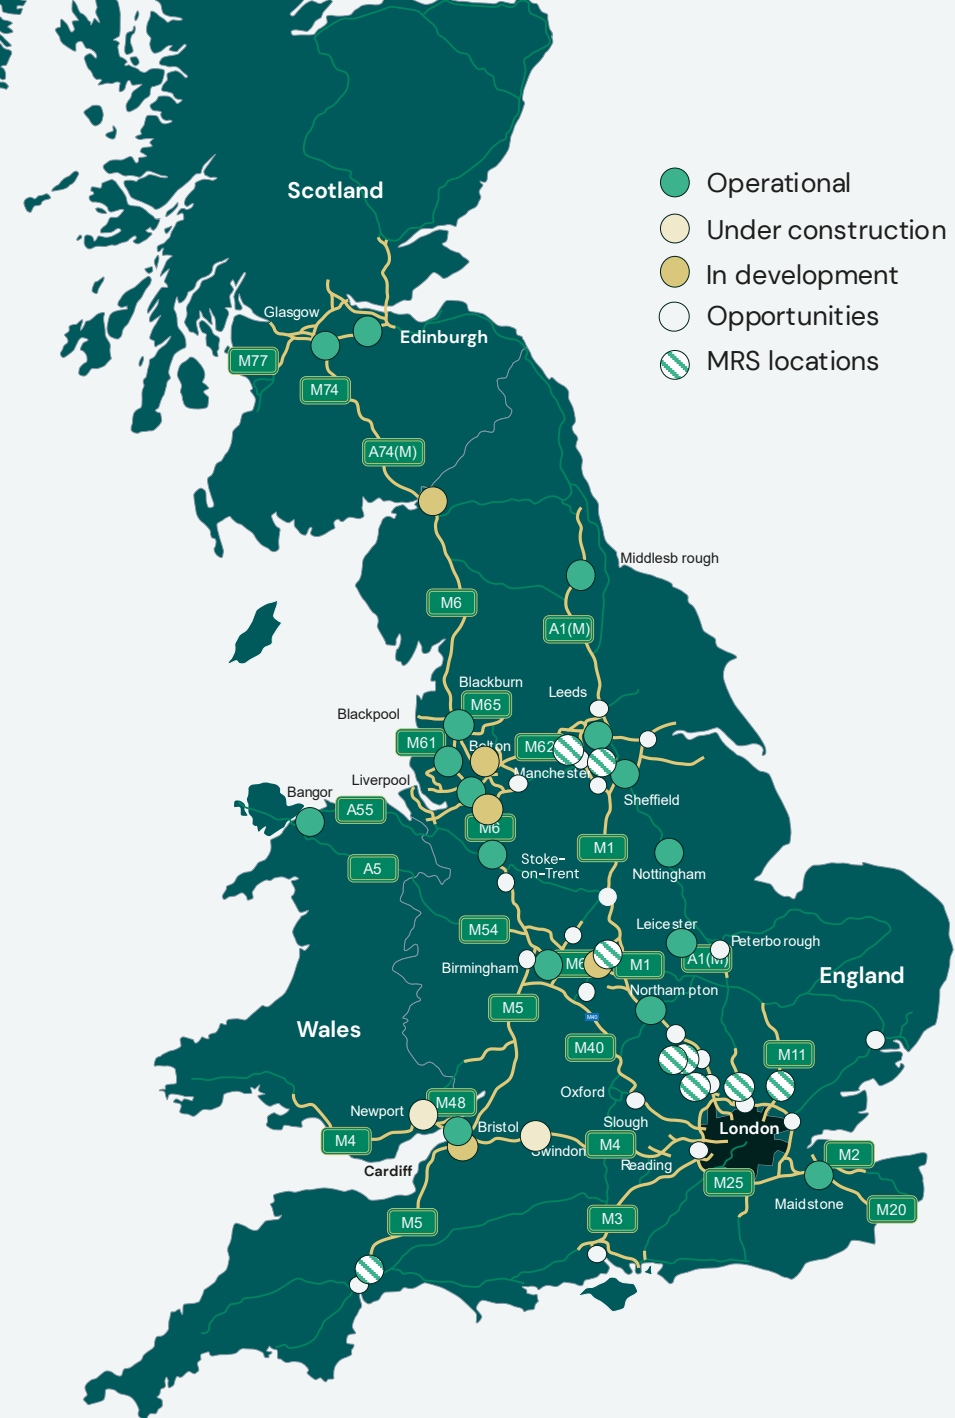 Operational
Scotland
Under construction
In development
Glasgow
Opportunities
Edinburgh
M77
MRS locations
M74
A74(M)
Middlesb rough
M6
A1(M)
Blackburn
Leeds
M65
Blackpool
M61
Bolton
M62
Manchester
Liverpool
Bangor
Sheffield
A55
M6
M1
Stoke-
on-Trent
A5
Nottingham
Leicester
M54
Peterbo rough
A1(M)
Birmingham
M6
M1
England
Northam pton
M5
M40
Wales
M40
M11
Oxford
M48
Newport
Slough
London
Bristol
M4
Swindon
M4
M2
Reading
Cardiff
M25
Maidstone
M20
M5
M3